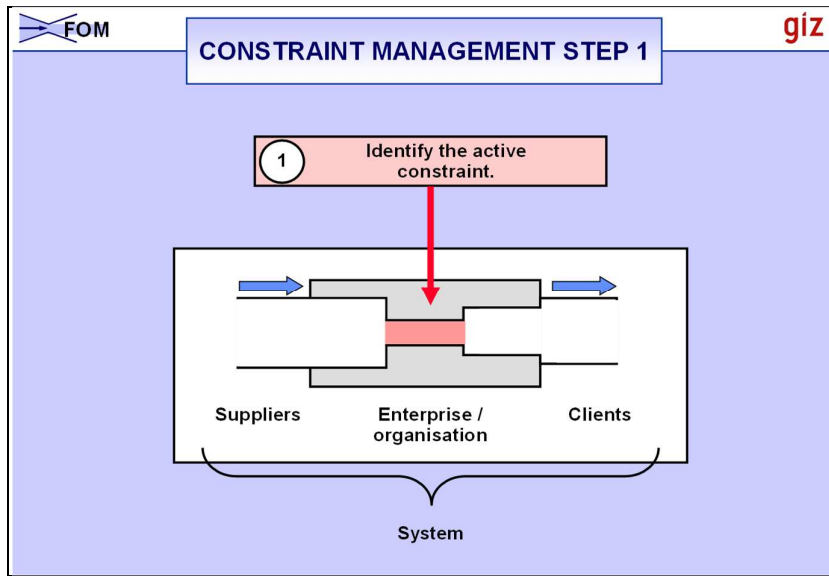 FOM
giz
CONSTRAINT MANAGEMENT STEP 1
1
Identify the active
constraint.
Suppliers
Enterprise /
organisation
Clients
System